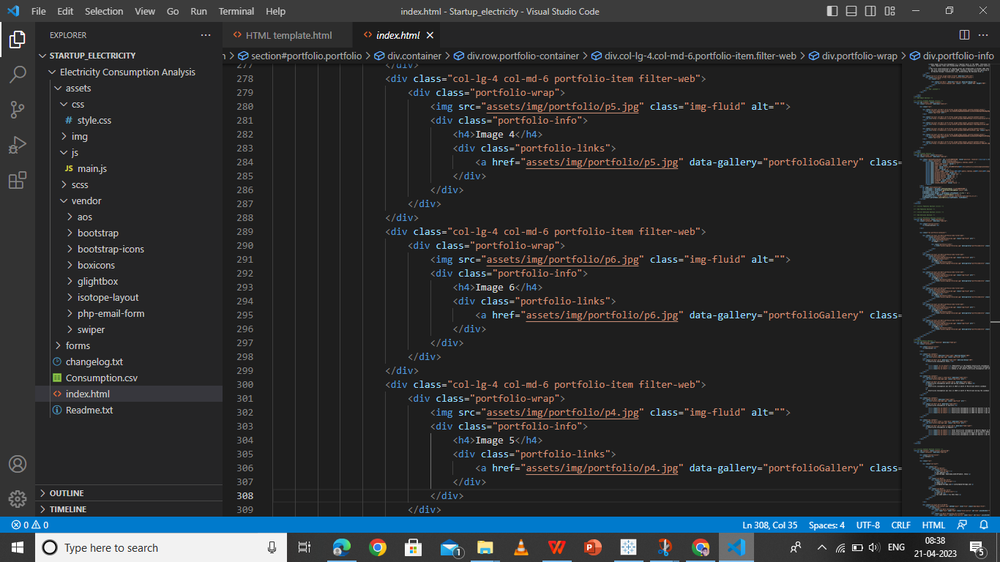 File Edit Selection View Go Run Terminal Help index.html - Startup_electricity - Visual Studio Code
EXPLORER
HTML template.html index.html
STARTUP_ELECTRICITY
section#portfolio.portfolio > div.container > div.row.portfolio-container > div.col-lg-4.col-md-6.portfolio-item.filter-web > div.portfolio-wrap > div.portfolio-info
Electricity Consumption Analysis
assets
css
style.css
img
js
main.js
scss
vendor
aos
bootstrap
bootstrap-icons
boxicons
glightbox
isotope-layout
php-email-form
swiper
forms
changelog.txt
Consumption.csv
index.html
Readme.txt
OUTLINE
TIMELINE
277 </div>
278 <div class="col-lg-4 col-md-6 portfolio-item filter-web">
279 <div class="portfolio-wrap">
280 <img src="assets/img/portfolio/p5.jpg" class="img-fluid" alt="">
281 <div class="portfolio-info">
282 <h4>Image 4</h4>
283 <div class="portfolio-links">
284 <a href="assets/img/portfolio/p5.jpg" data-gallery="portfolioGallery" class=
285 </div>
286 </div>
287 </div>
288 </div>
289 <div class="col-lg-4 col-md-6 portfolio-item filter-web">
290 <div class="portfolio-wrap">
291 <img src="assets/img/portfolio/p6.jpg" class="img-fluid" alt="">
292 <div class="portfolio-info">
293 <h4>Image 6</h4>
294 <div class="portfolio-links">
295 <a href="assets/img/portfolio/p6.jpg" data-gallery="portfolioGallery" class=
296 </div>
297 </div>
298 </div>
299 </div>
300 <div class="col-lg-4 col-md-6 portfolio-item filter-web">
301 <div class="portfolio-wrap">
302 <img src="assets/img/portfolio/p4.jpg" class="img-fluid" alt="">
303 <div class="portfolio-info">
304 <h4>Image 5</h4>
305 <div class="portfolio-links">
306 <a href="assets/img/portfolio/p4.jpg" data-gallery="portfolioGallery" class=
307 </div>
308 </div>
309 </div>
0 0 Ln 308, Col 35 Spaces: 4 UTF-8 CRLF HTML
Type here to search
1
ENG
08:38
21-04-2023
5